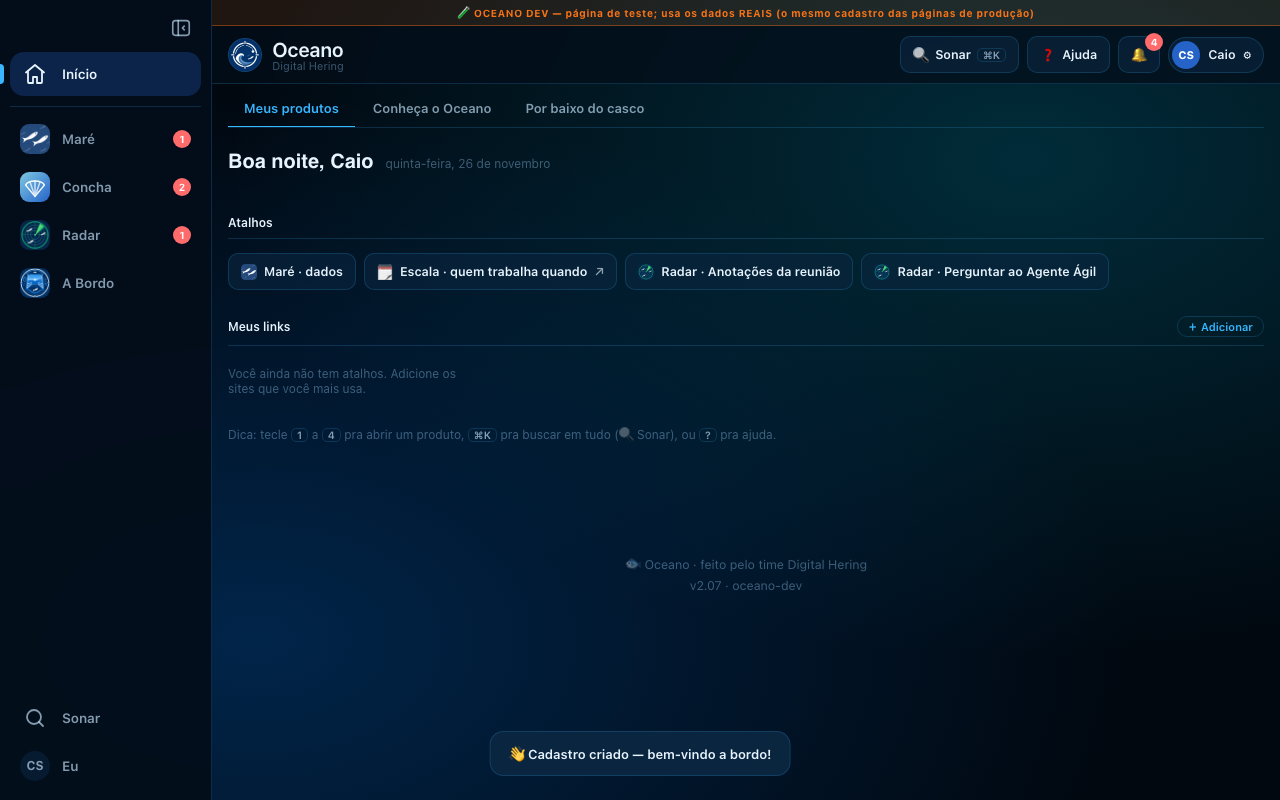 OCEANO DEV — página de teste; usa os dados REAIS (o mesmo cadastro das páginas de produção)
Oceano
Digital Hering
Sonar ⌘K
Ajuda
4
CS Caio
Início
Maré 1
Concha 2
Radar 1
A Bordo
Sonar
CS Eu
Meus produtos
Conheça o Oceano
Por baixo do casco
Boa noite, Caio quinta-feira, 26 de novembro
Atalhos
Maré · dados
Escala · quem trabalha quando ↗
Radar · Anotações da reunião
Radar · Perguntar ao Agente Ágil
Meus links
+ Adicionar
Você ainda não tem atalhos. Adicione os
sites que você mais usa.
Dica: tecle 1 a 4 pra abrir um produto, ⌘K pra buscar em tudo (🔍 Sonar), ou ? pra ajuda.
🐟 Oceano · feito pelo time Digital Hering
v2.07 · oceano-dev
👋 Cadastro criado — bem-vindo a bordo!